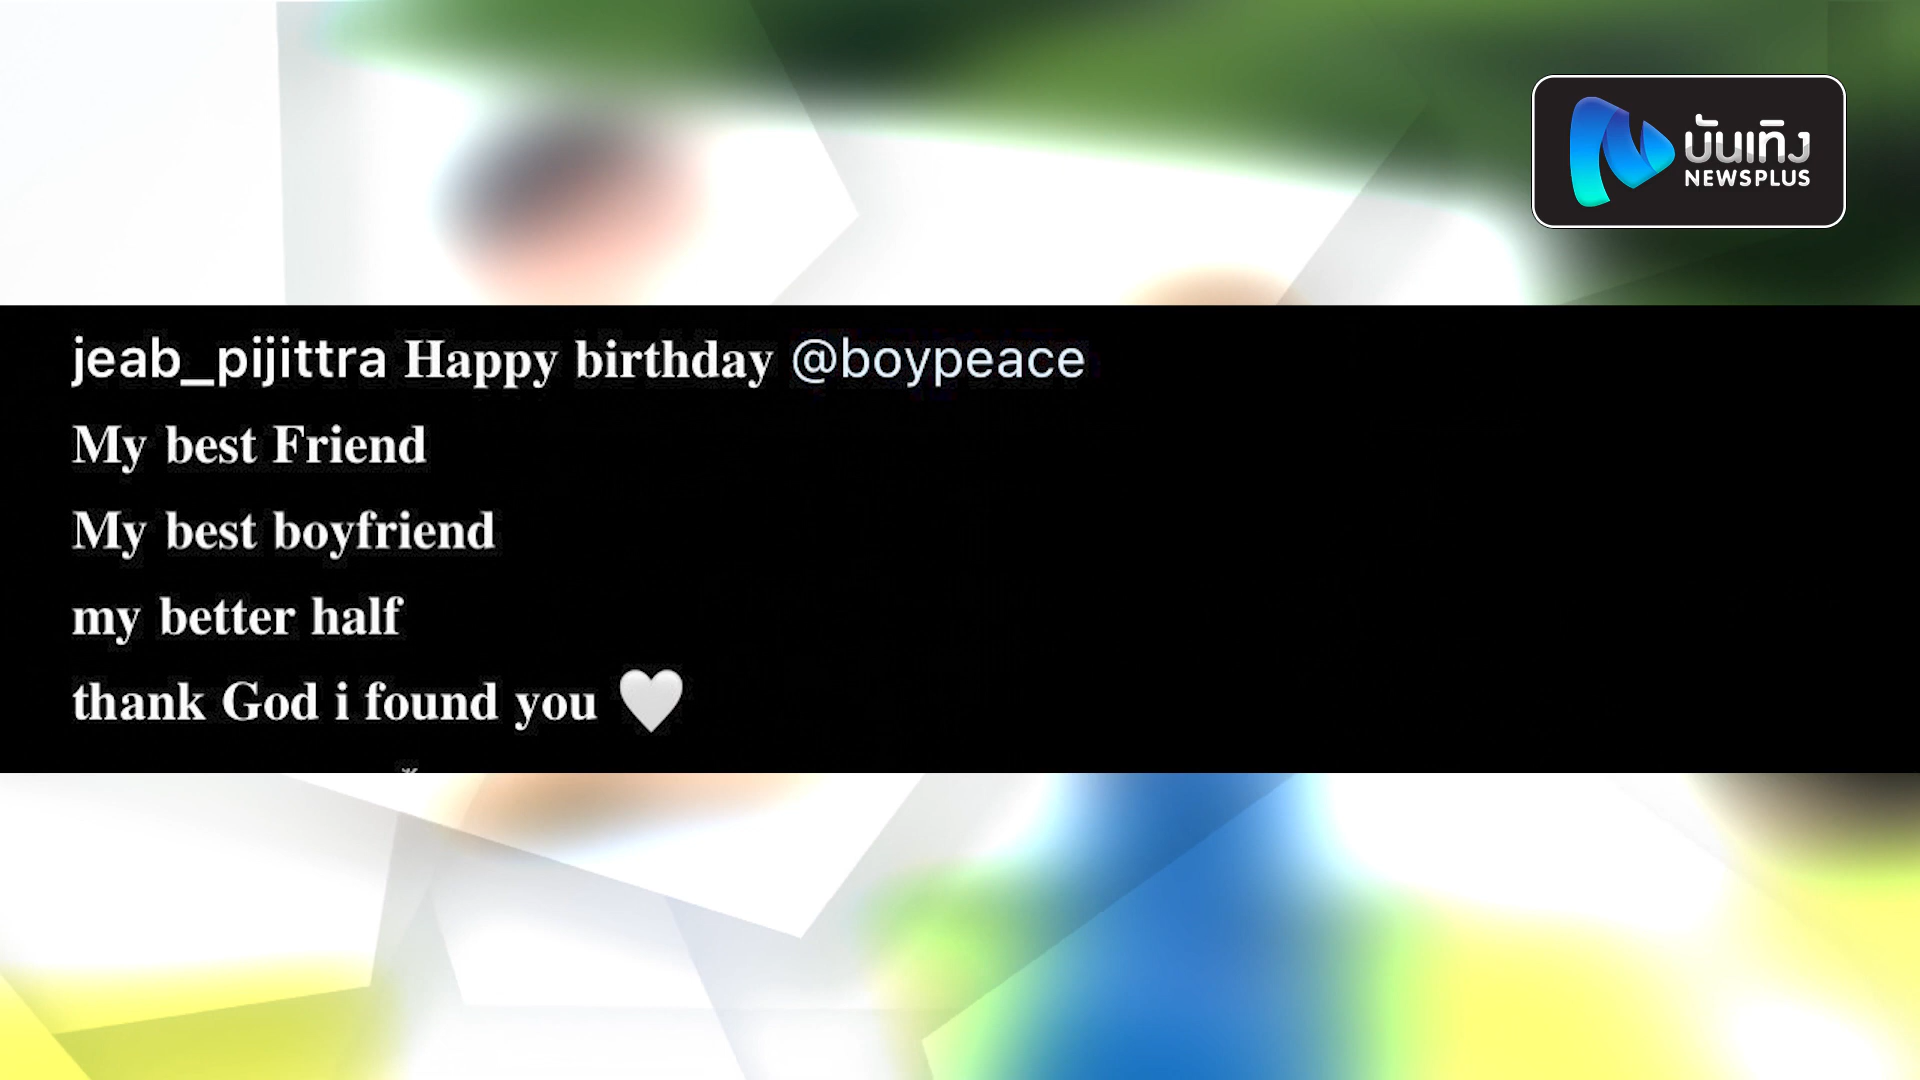 บันเทิง
NEWSPLUS
jeab_pijittra Happy birthday @boypeace
My best Friend
My best boyfriend
my better half
thank God i found you 🤍